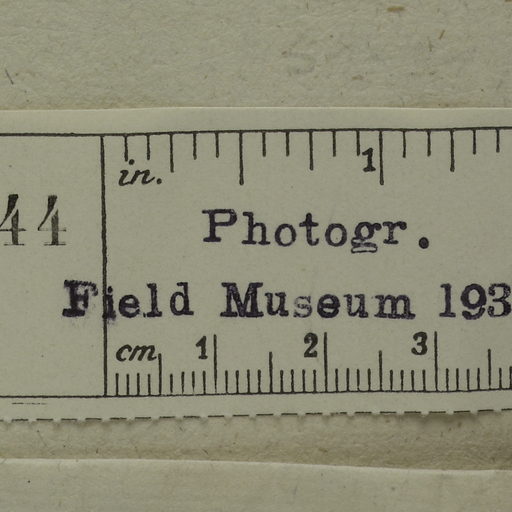 in. 1
44
Photogr.
Field Museum 193
cm 1 2 3